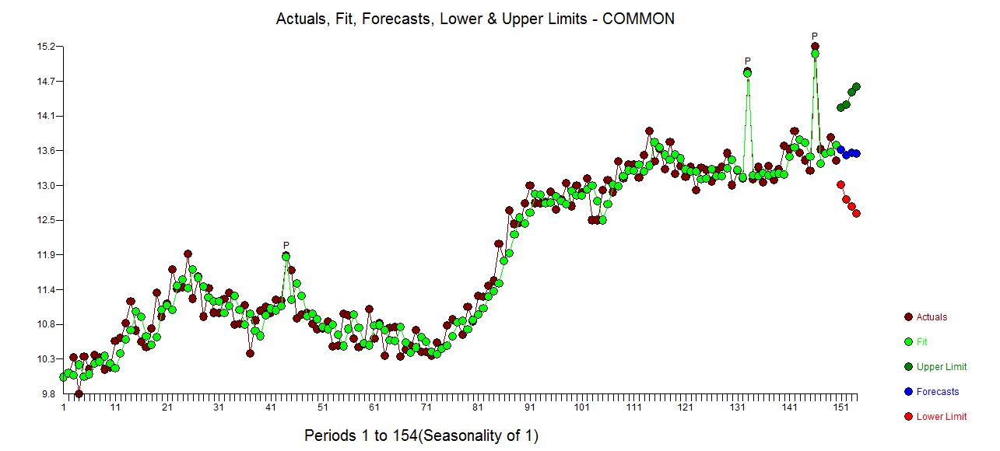 Actuals, Fit, Forecasts, Lower & Upper Limits - COMMON
P
15.2
P
14.7
14.1
13.6
13.0
12.5
P
11.9
11.4
10.8
10.3
9.8
1 11 21 31 41 51 61 71 81 91 101 111 121 131 141 151
Actuals
Fit
Upper Limit
Forecasts
Lower Limit
Periods 1 to 154(Seasonality of 1)